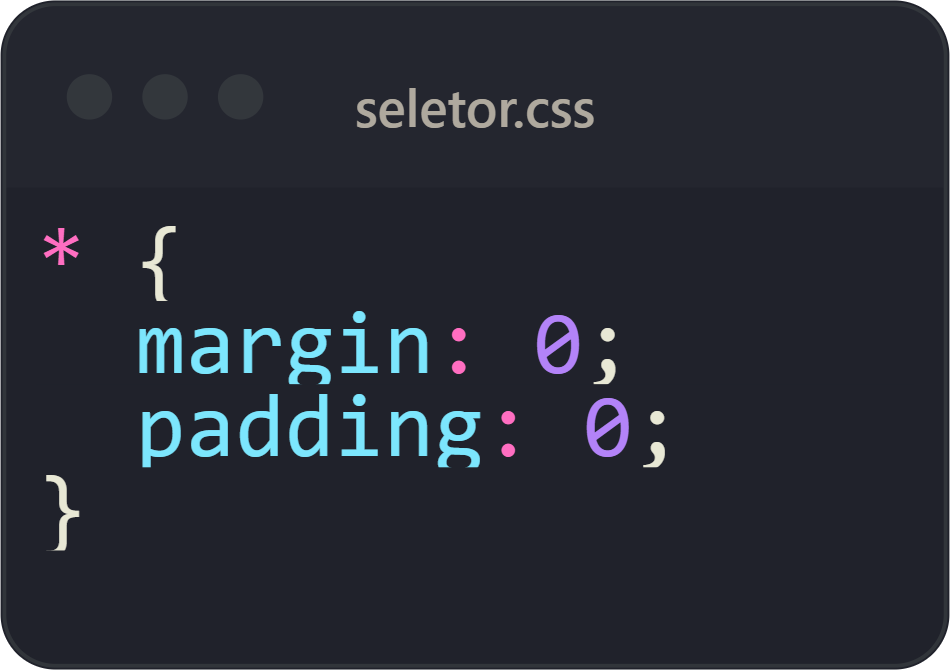 seletor.css
* {
  margin: 0;
  padding: 0;
}